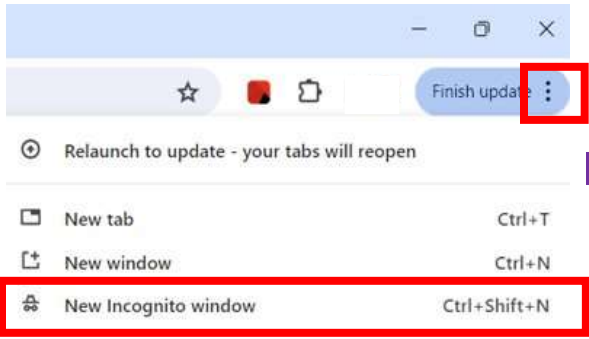 Finish update
Relaunch to update - your tabs will reopen
New tab Ctrl+T
New window Ctrl+N
New Incognito window Ctrl+Shift+N